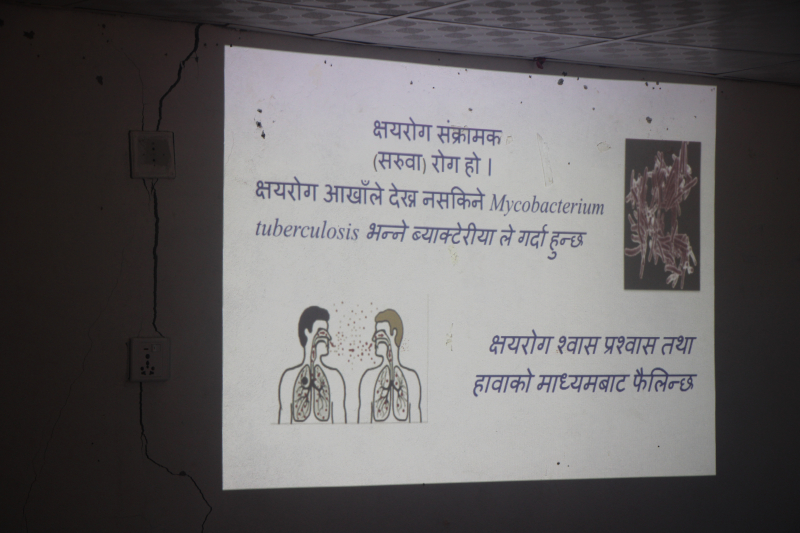 क्षयरोग संक्रामक
(सरुवा) रोग हो ।
क्षयरोग आखाँले देख्न नसकिने Mycobacterium
tuberculosis भन्ने ब्याक्टेरीया ले गर्दा हुन्छ
क्षयरोग श्वास प्रश्वास तथा
हावाको माध्यमबाट फैलिन्छ